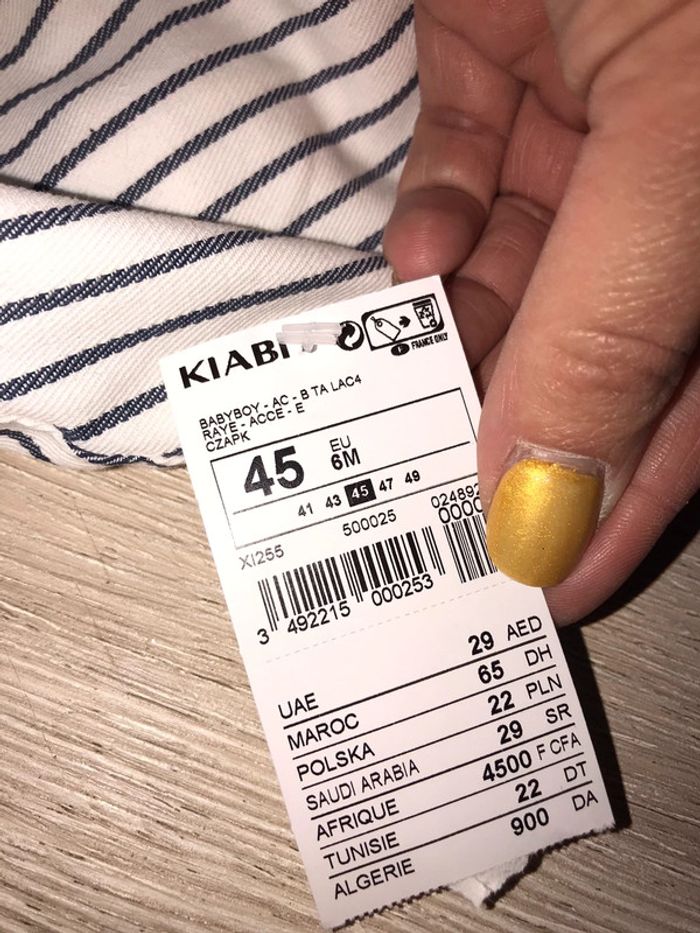 KIABI
FRANCE ONLY
BABYBOY - AC - B TA LAC4
RAYE - ACCE - E
CZAPK
45 EU 6M
41 43 45 47 49
XI255 500025
3 492215 000253
UAE 29 AED
MAROC 65 DH
POLSKA 22 PLN
SAUDI ARABIA 29 SR
AFRIQUE 4500 F CFA
TUNISIE 22 DT
ALGERIE 900 DA